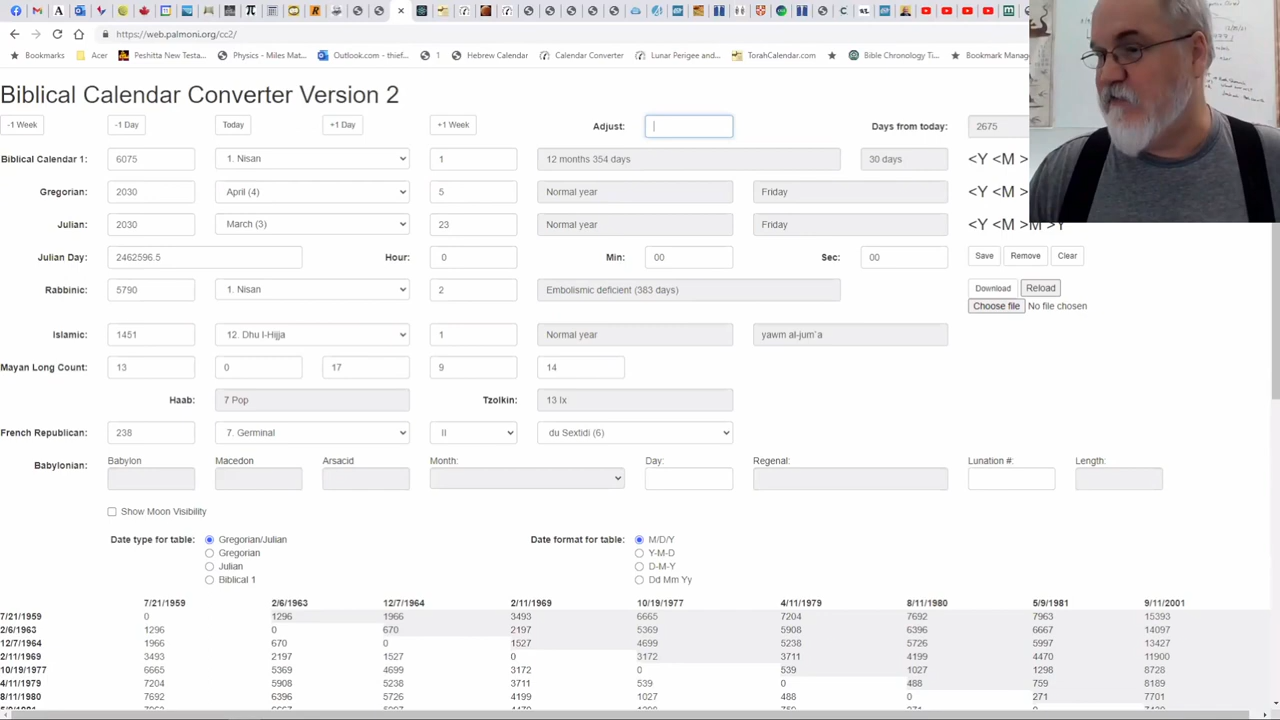 https://web.palmoni.org/cc2/
Bookmarks Acer Peshitta New Testa... Physics - Miles Mat... Outlook.com - thief... Hebrew Calendar Calendar Converter Lunar Perigee and... TorahCalendar.com Bible Chronology Tr... Bookmark Manag
Biblical Calendar Converter Version 2
-1 Week -1 Day Today +1 Day +1 Week Adjust: Days from today: 2675
Biblical Calendar 1: 6075 1. Nisan 1 12 months 354 days 30 days <Y <M >
Gregorian: 2030 April (4) 5 Normal year Friday <Y <M >
Julian: 2030 March (3) 23 Normal year Friday <Y <M >M >Y
Julian Day: 2462596.5 Hour: 0 Min: 00 Sec: 00 Save Remove Clear
Rabbinic: 5790 1. Nisan 2 Embolismic deficient (383 days) Download Reload
Choose file No file chosen
Islamic: 1451 12. Dhu l-Hijja 1 Normal year yawm al-jum`a
Mayan Long Count: 13 0 17 9 14
Haab: 7 Pop Tzolkin: 13 Ix
French Republican: 238 7. Germinal II du Sextidi (6)
Babylonian: Babylon Macedon Arsacid Month: Day: Regenal: Lunation #: Length:
Show Moon Visibility
Date type for table: Gregorian/Julian Date format for table: M/D/Y
Gregorian Y-M-D
Julian D-M-Y
Biblical 1 Dd Mm Yy
7/21/1959 2/6/1963 12/7/1964 2/11/1969 10/19/1977 4/11/1979 8/11/1980 5/9/1981 9/11/2001
7/21/1959 0 1296 1966 3493 6665 7204 7692 7963 15393
2/6/1963 1296 0 670 2197 5369 5908 6396 6667 14097
12/7/1964 1966 670 0 1527 4699 5238 5726 5997 13427
2/11/1969 3493 2197 1527 0 3172 3711 4199 4470 11900
10/19/1977 6665 5369 4699 3172 0 539 1027 1298 8728
4/11/1979 7204 5908 5238 3711 539 0 488 759 8189
8/11/1980 7692 6396 5726 4199 1027 488 0 271 7701